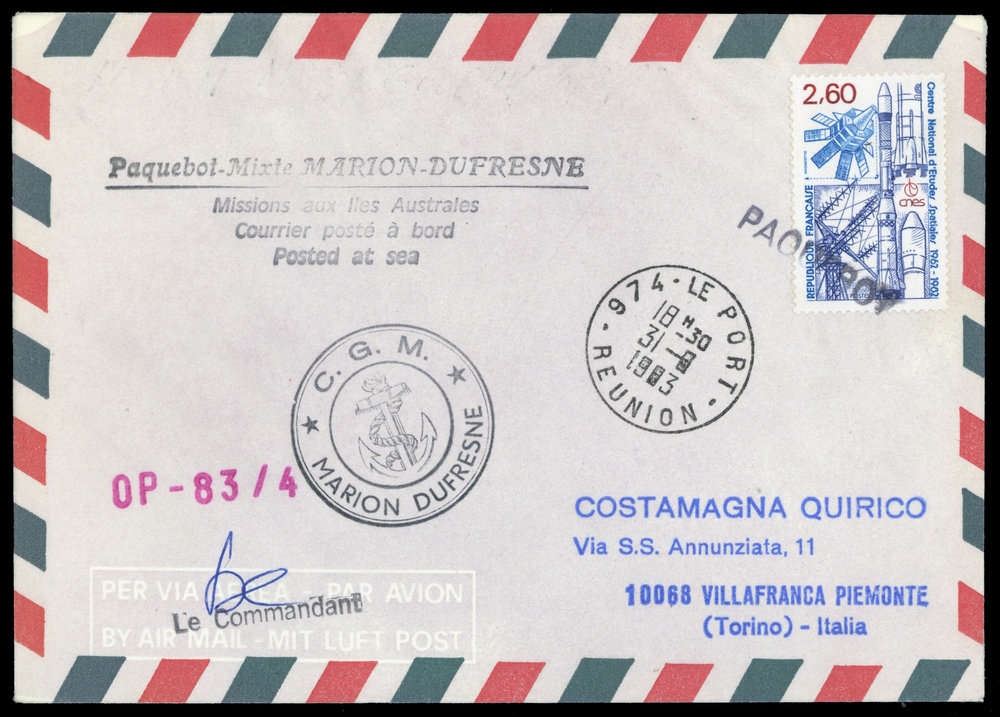 2,60
Centre National d'Etudes Spatiales 1962-1982
cnes
REPUBLIQUE FRANCAISE
PAQUEBOT
Paquebot-Mixte MARION-DUFRESNE
Missions aux Iles Australes
Courrier posté à bord
Posted at sea
974 - LE PORT
18 H -30
31
1983
REUNION
C. G. M.
MARION DUFRESNE
OP - 83 / 4
COSTAMAGNA QUIRICO
Via S.S. Annunziata, 11
10068 VILLAFRANCA PIEMONTE
(Torino) - Italia
PER VIA AEREA - PAR AVION
Le Commandant
BY AIR MAIL - MIT LUFT POST